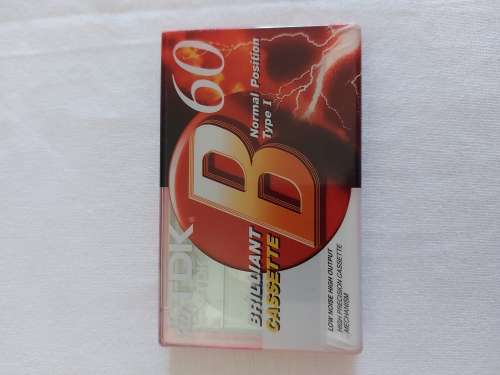 TDK
60
B
BRILLIANT
CASSETTE
Normal Position
Type I
LOW NOISE HIGH OUTPUT
HIGH PRECISION CASSETTE
MECHANISM